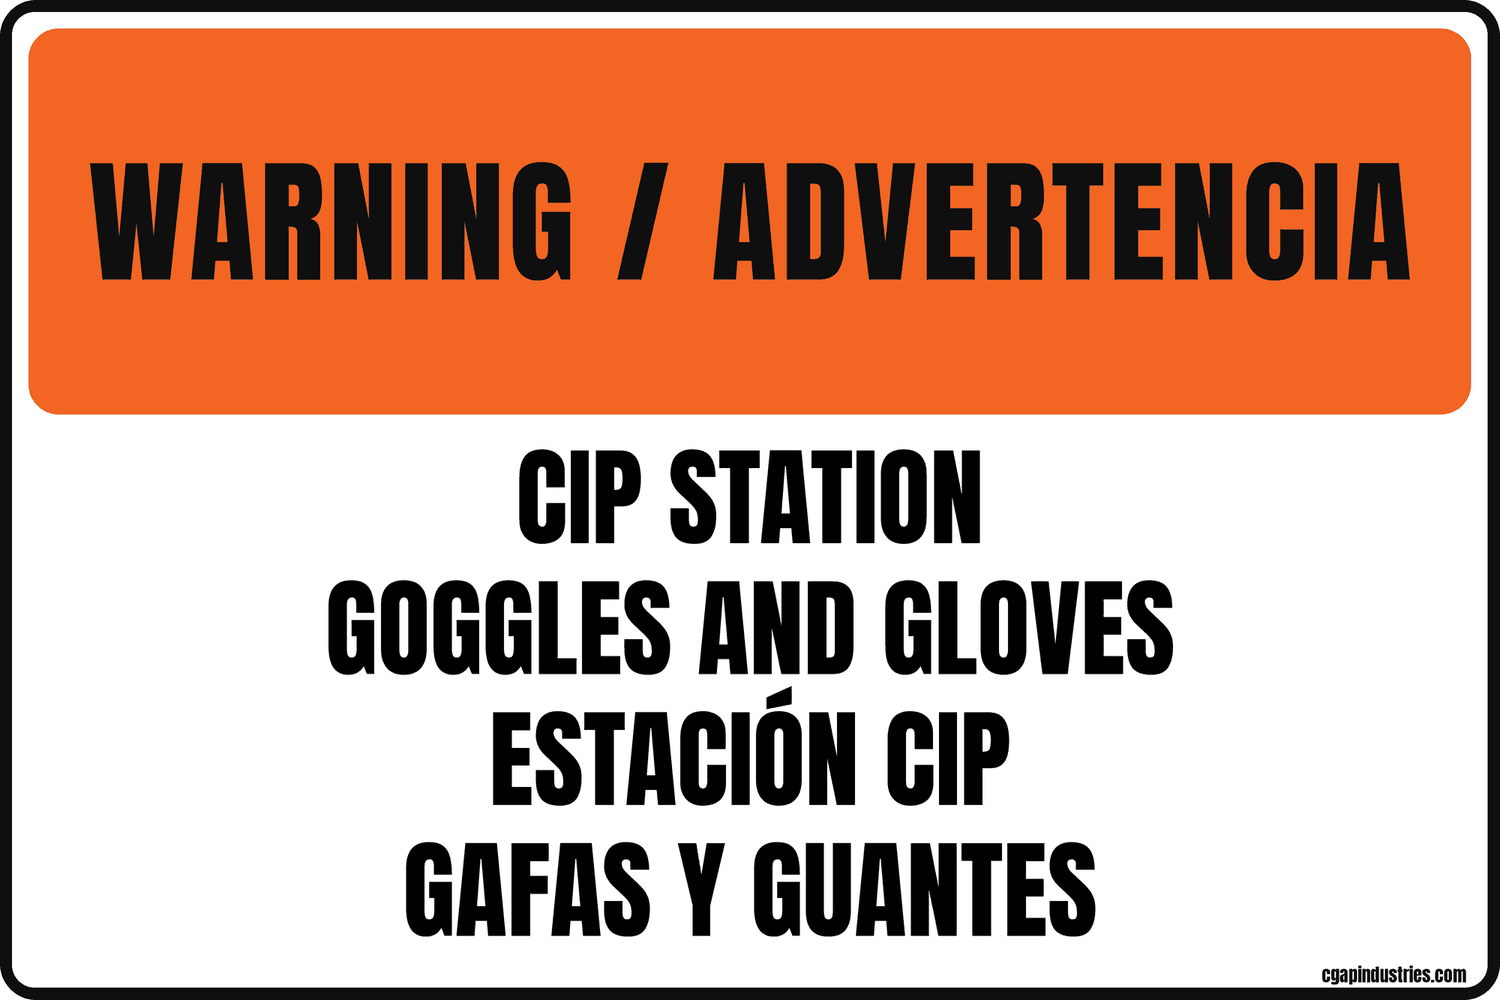 WARNING / ADVERTENCIA
CIP STATION
GOGGLES AND GLOVES
ESTACIÓN CIP
GAFAS Y GUANTES
cgapindustries.com